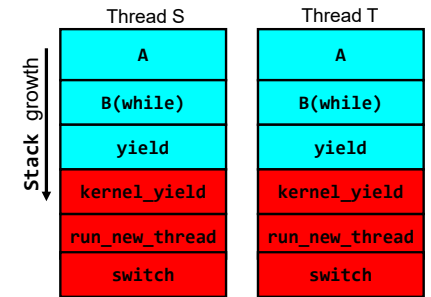 Thread S
Thread T
Stack growth
A
B(while)
yield
kernel_yield
run_new_thread
switch
A
B(while)
yield
kernel_yield
run_new_thread
switch